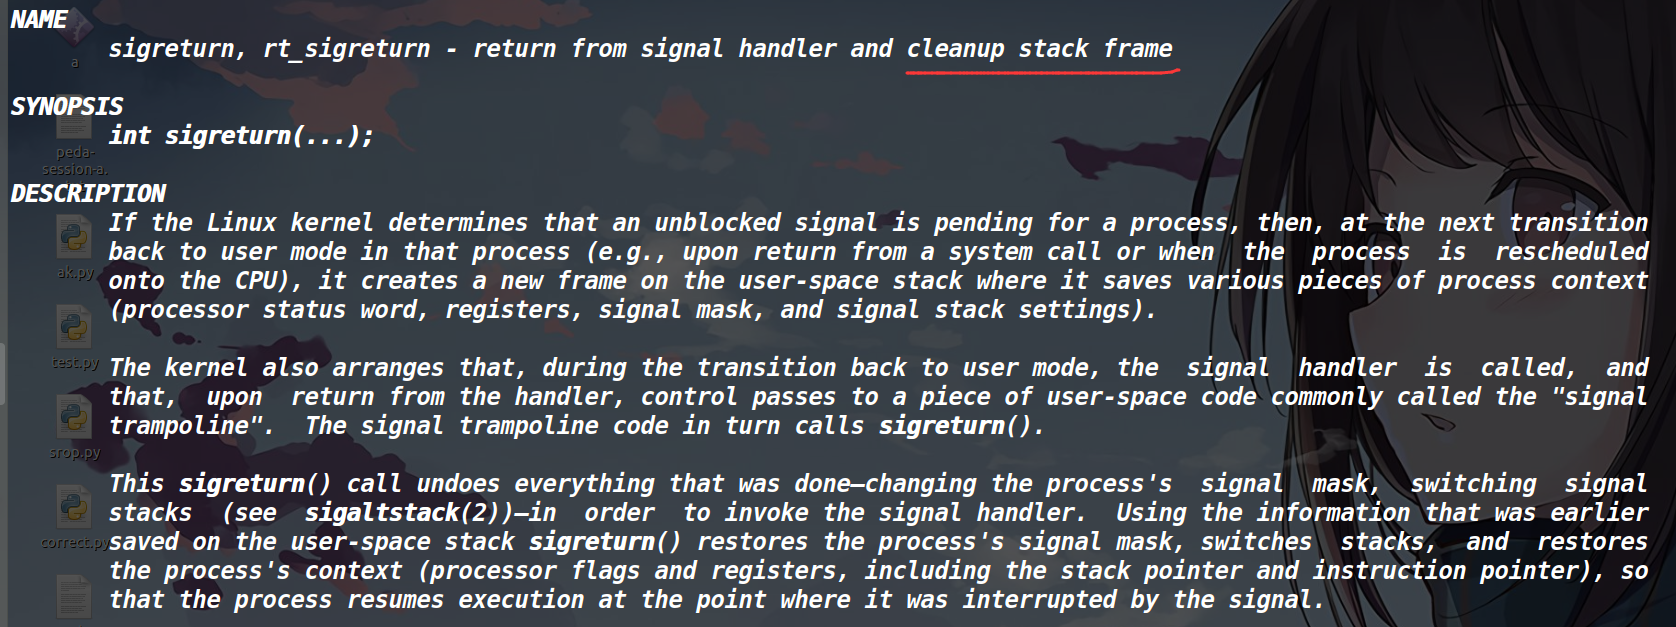 NAME
a
sigreturn, rt_sigreturn - return from signal handler and cleanup stack frame
SYNOPSIS
int sigreturn(...);
peda-
session-a.
DESCRIPTION
If the Linux kernel determines that an unblocked signal is pending for a process, then, at the next transition
back to user mode in that process (e.g., upon return from a system call or when the process is rescheduled
onto the CPU), it creates a new frame on the user-space stack where it saves various pieces of process context
(processor status word, registers, signal mask, and signal stack settings).
ak.py
The kernel also arranges that, during the transition back to user mode, the signal handler is called, and
that, upon return from the handler, control passes to a piece of user-space code commonly called the "signal
trampoline". The signal trampoline code in turn calls sigreturn().
test.py
srop.py
This sigreturn() call undoes everything that was done—changing the process's signal mask, switching signal
stacks (see sigaltstack(2))—in order to invoke the signal handler. Using the information that was earlier
saved on the user-space stack sigreturn() restores the process's signal mask, switches stacks, and restores
the process's context (processor flags and registers, including the stack pointer and instruction pointer), so
that the process resumes execution at the point where it was interrupted by the signal.
correct.py